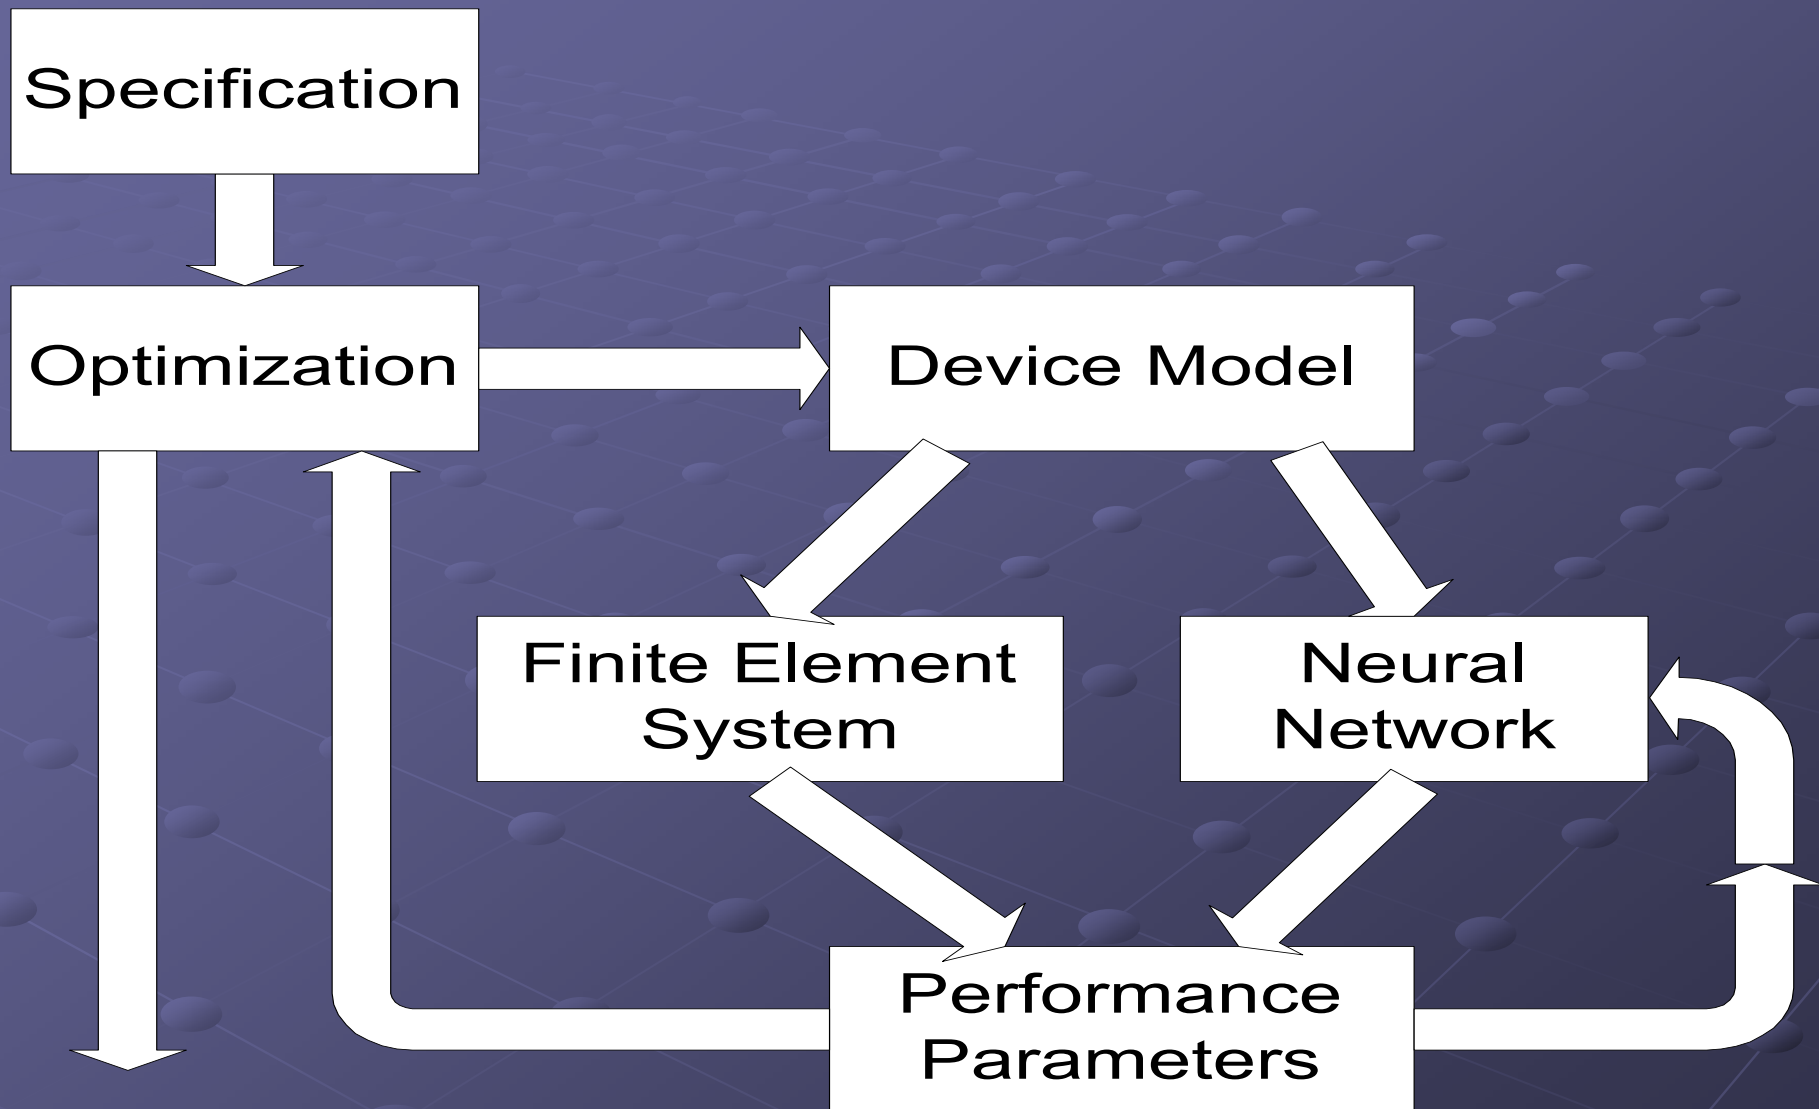 Specification
Optimization
Device Model
Finite Element
System
Neural
Network
Performance
Parameters